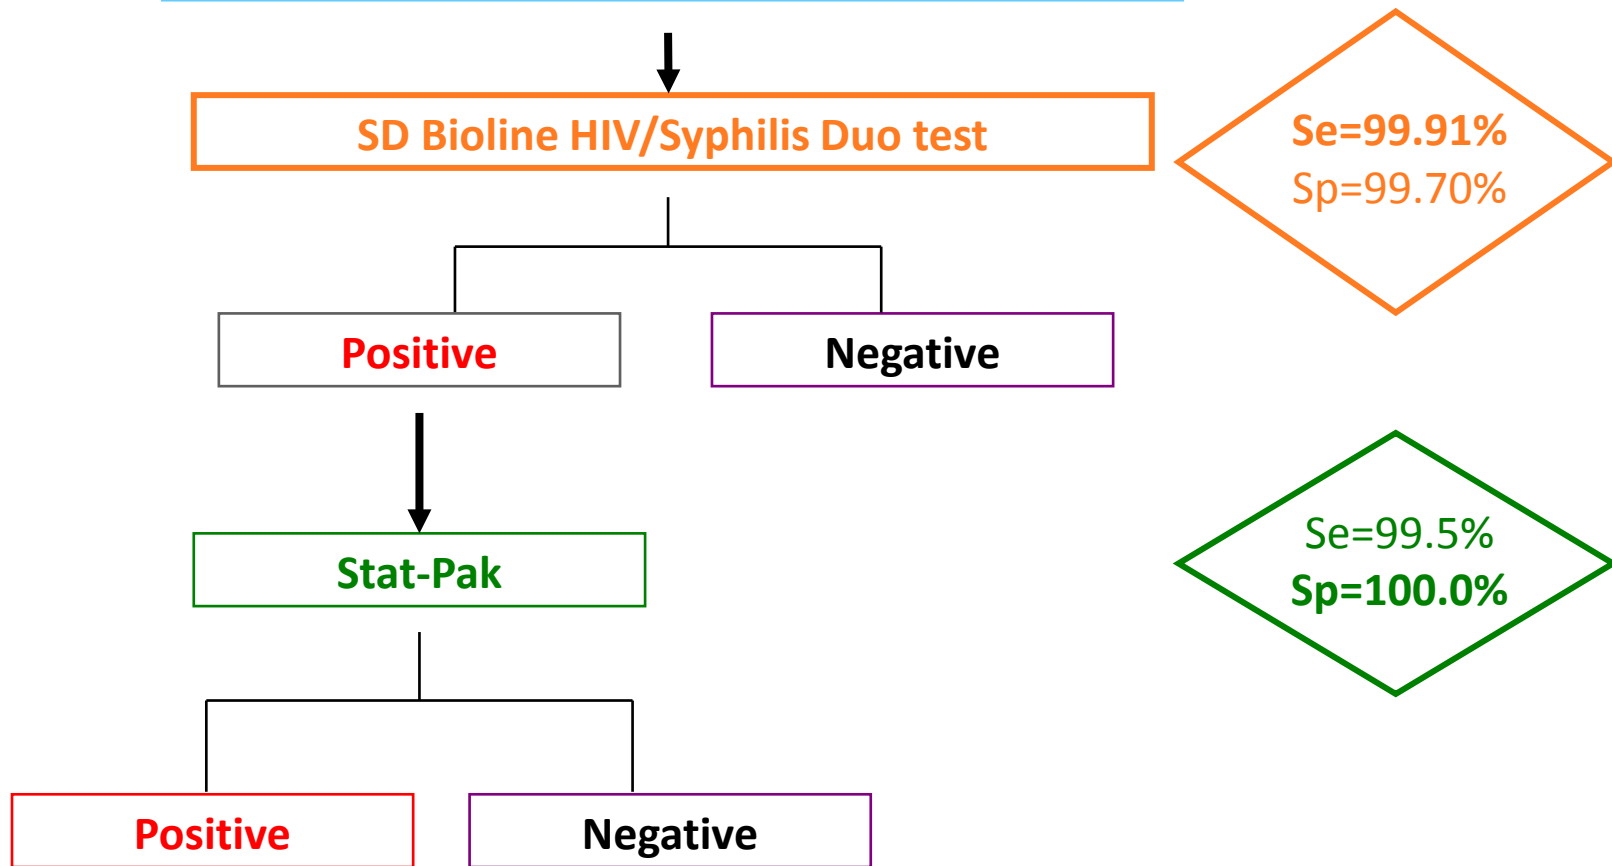 SD Bioline HIV/Syphilis Duo test
Se=99.91%
Sp=99.70%
Positive
Negative
Stat-Pak
Se=99.5%
Sp=100.0%
Positive
Negative